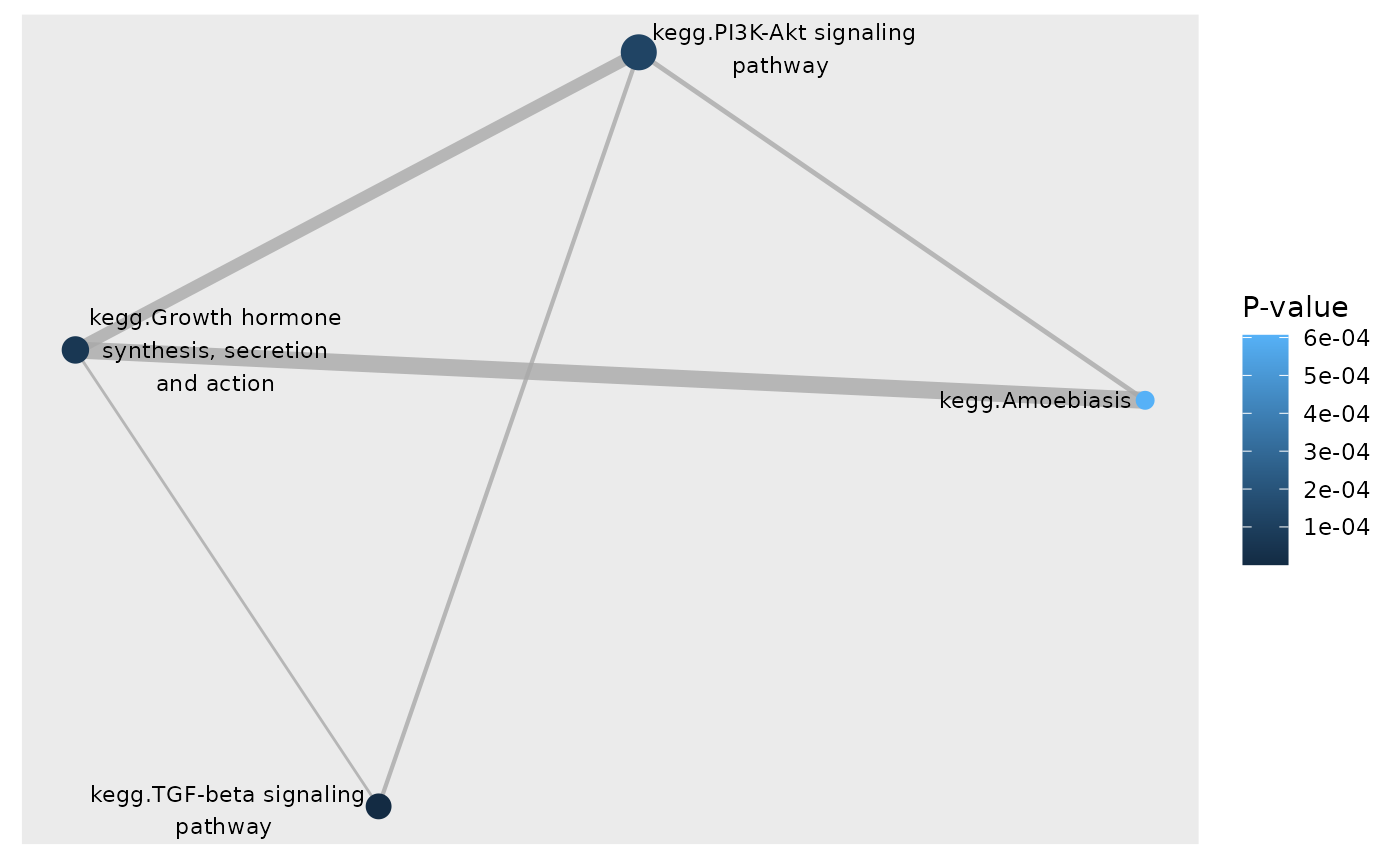 kegg.PI3K-Akt signaling
pathway
kegg.Growth hormone
synthesis, secretion
and action
kegg.Amoebiasis
kegg.TGF-beta signaling
pathway
P-value
6e-04
5e-04
4e-04
3e-04
2e-04
1e-04